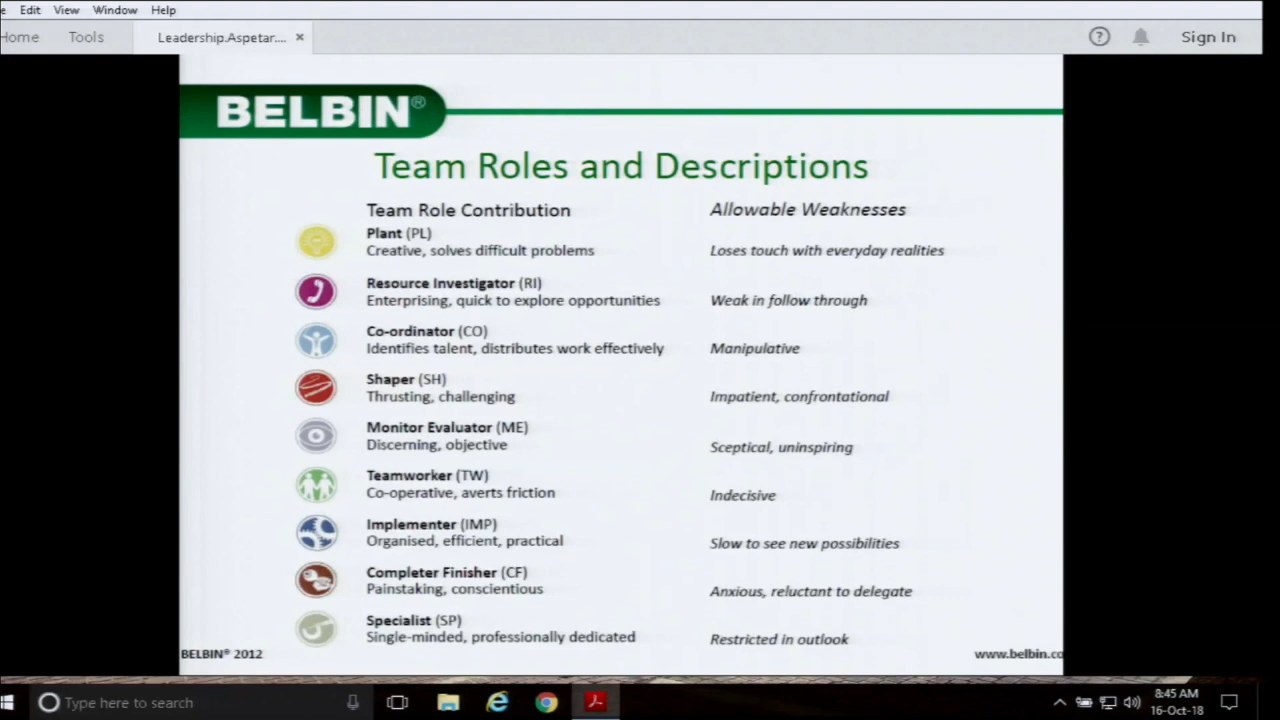 Edit View Window Help
Home Tools Leadership.Aspetar.... × ? Sign In
BELBIN®
Team Roles and Descriptions
Team Role Contribution Allowable Weaknesses
Plant (PL)
Creative, solves difficult problems Loses touch with everyday realities
Resource Investigator (RI)
Enterprising, quick to explore opportunities Weak in follow through
Co-ordinator (CO)
Identifies talent, distributes work effectively Manipulative
Shaper (SH)
Thrusting, challenging Impatient, confrontational
Monitor Evaluator (ME)
Discerning, objective Sceptical, uninspiring
Teamworker (TW)
Co-operative, averts friction Indecisive
Implementer (IMP)
Organised, efficient, practical Slow to see new possibilities
Completer Finisher (CF)
Painstaking, conscientious Anxious, reluctant to delegate
Specialist (SP)
Single-minded, professionally dedicated Restricted in outlook
BELBIN® 2012 www.belbin.co
Type here to search 8:45 AM
16-Oct-18